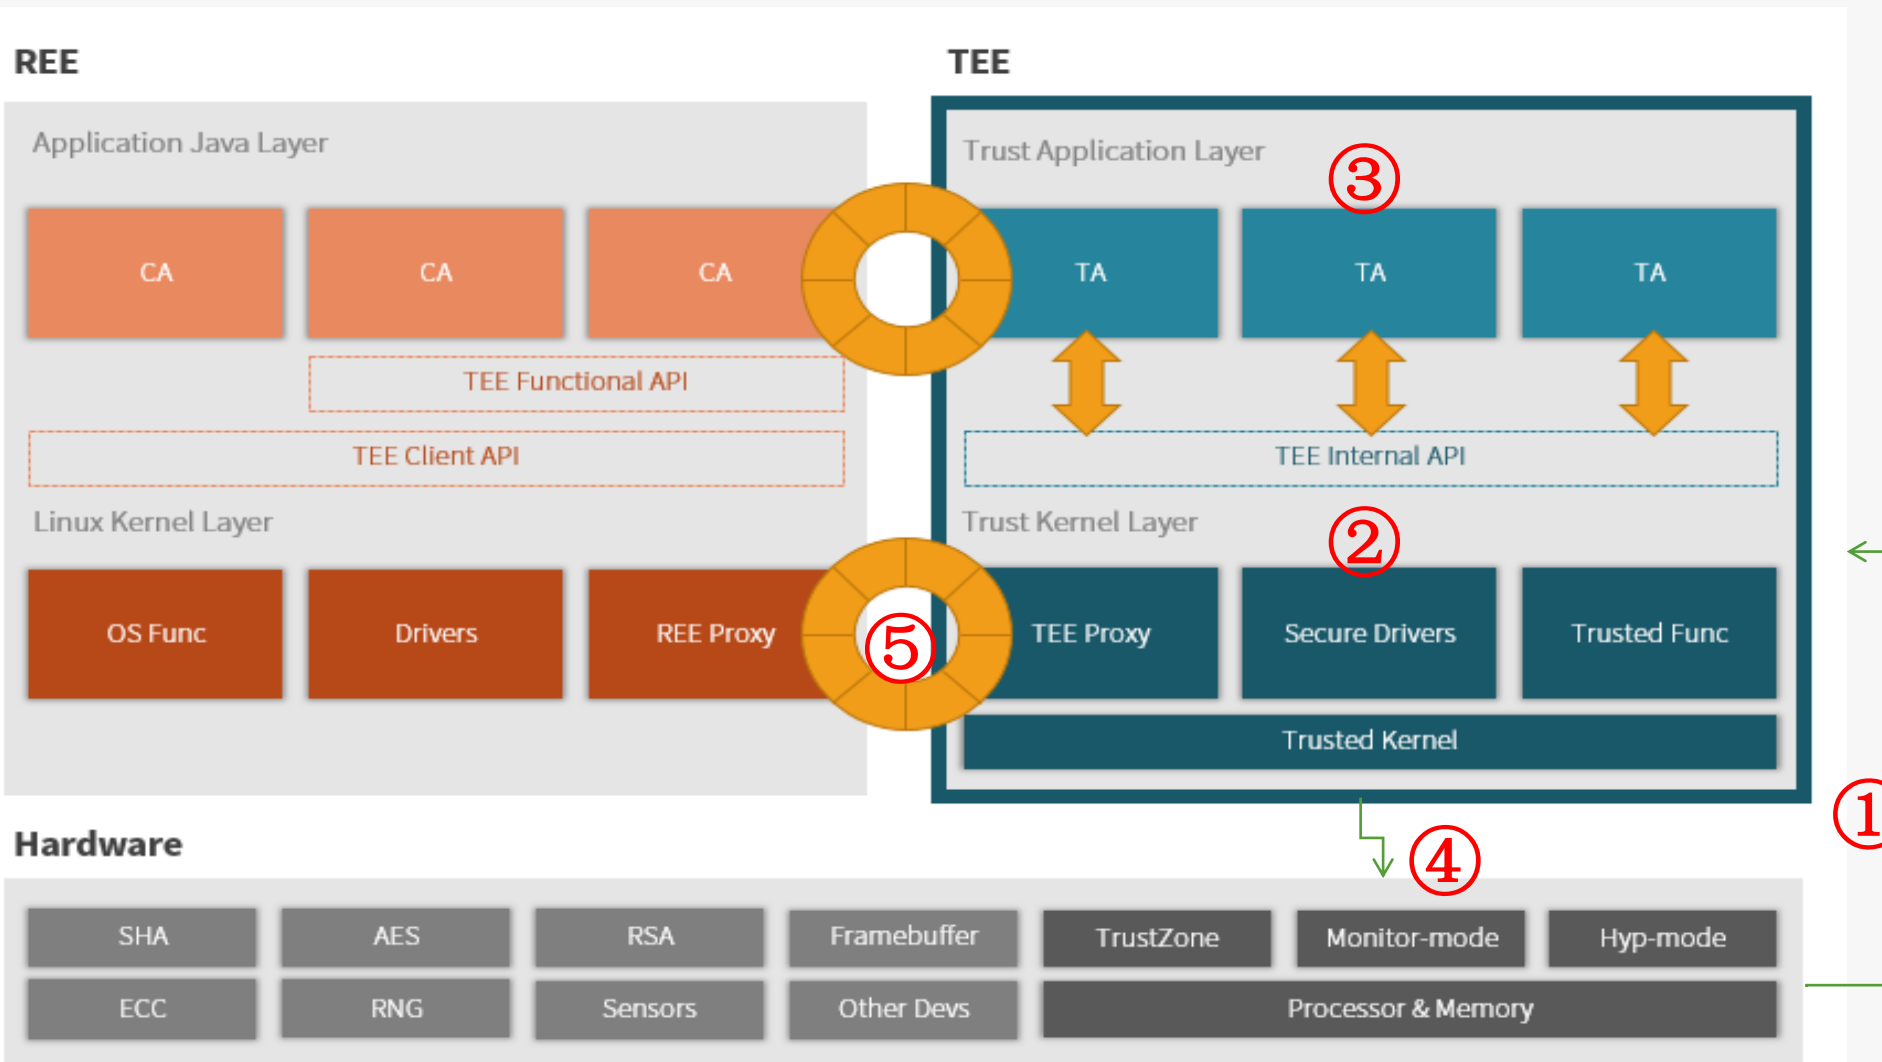 REE
TEE
Application Java Layer
Trust Application Layer
③
CA
CA
CA
TA
TA
TA
TEE Functional API
TEE Client API
TEE Internal API
Linux Kernel Layer
Trust Kernel Layer
②
OS Func
Drivers
REE Proxy
⑤
TEE Proxy
Secure Drivers
Trusted Func
Trusted Kernel
①
Hardware
④
SHA
AES
RSA
Framebuffer
TrustZone
Monitor-mode
Hyp-mode
ECC
RNG
Sensors
Other Devs
Processor & Memory